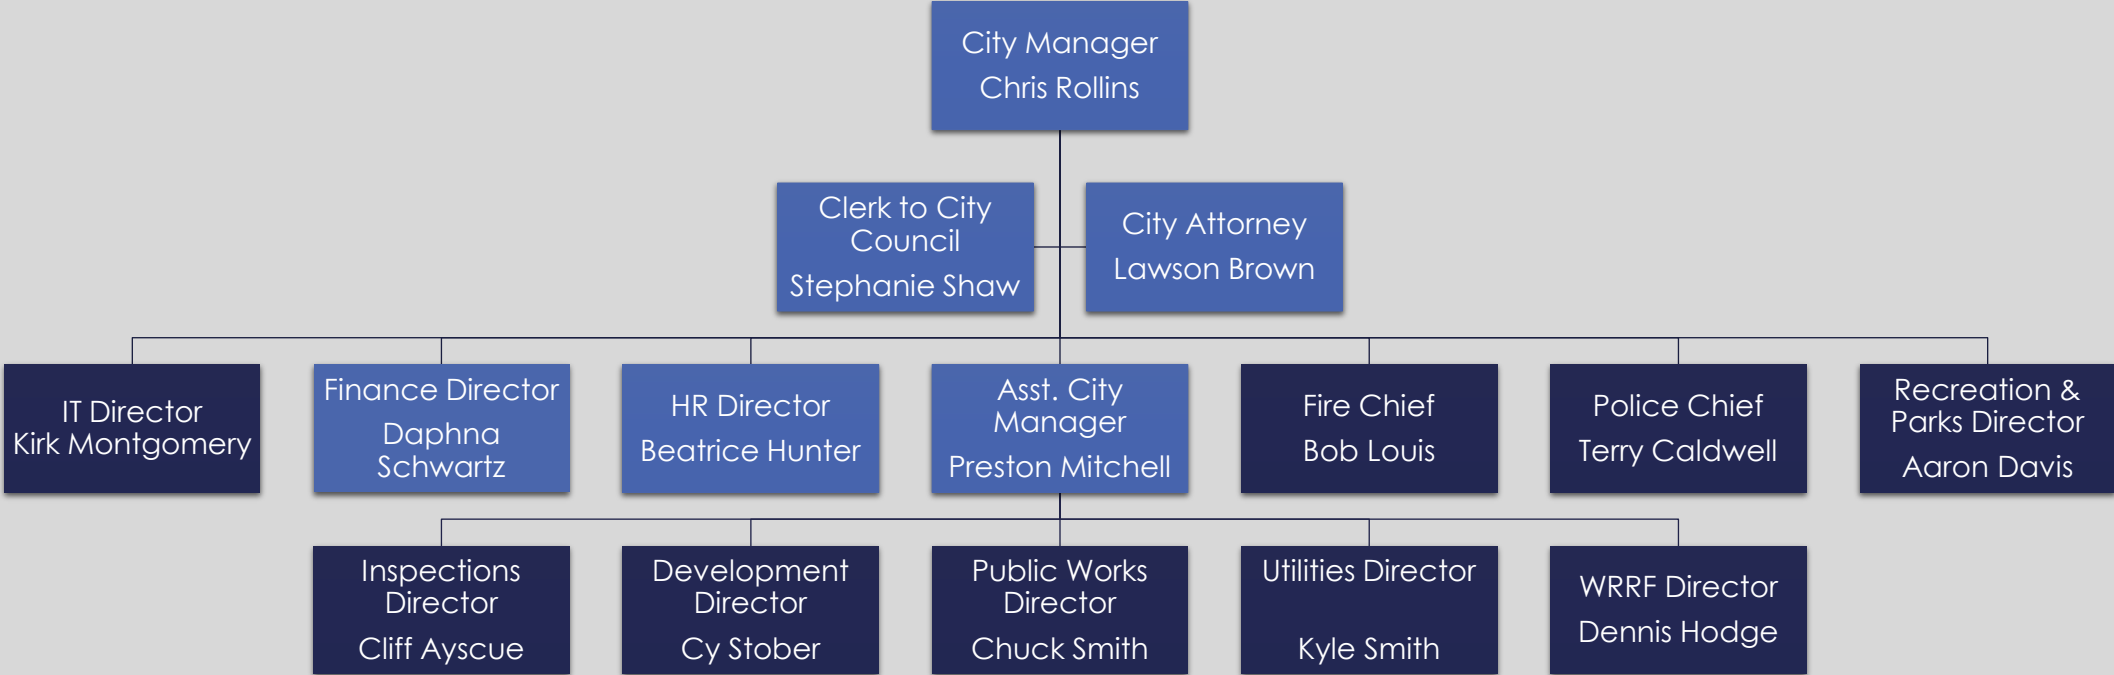 City Manager
Chris Rollins
Clerk to City
Council
Stephanie Shaw
City Attorney
Lawson Brown
IT Director
Kirk Montgomery
Finance Director
Daphna
Schwartz
HR Director
Beatrice Hunter
Asst. City
Manager
Preston Mitchell
Fire Chief
Bob Louis
Police Chief
Terry Caldwell
Recreation &
Parks Director
Aaron Davis
Inspections
Director
Cliff Ayscue
Development
Director
Cy Stober
Public Works
Director
Chuck Smith
Utilities Director
Kyle Smith
WRRF Director
Dennis Hodge